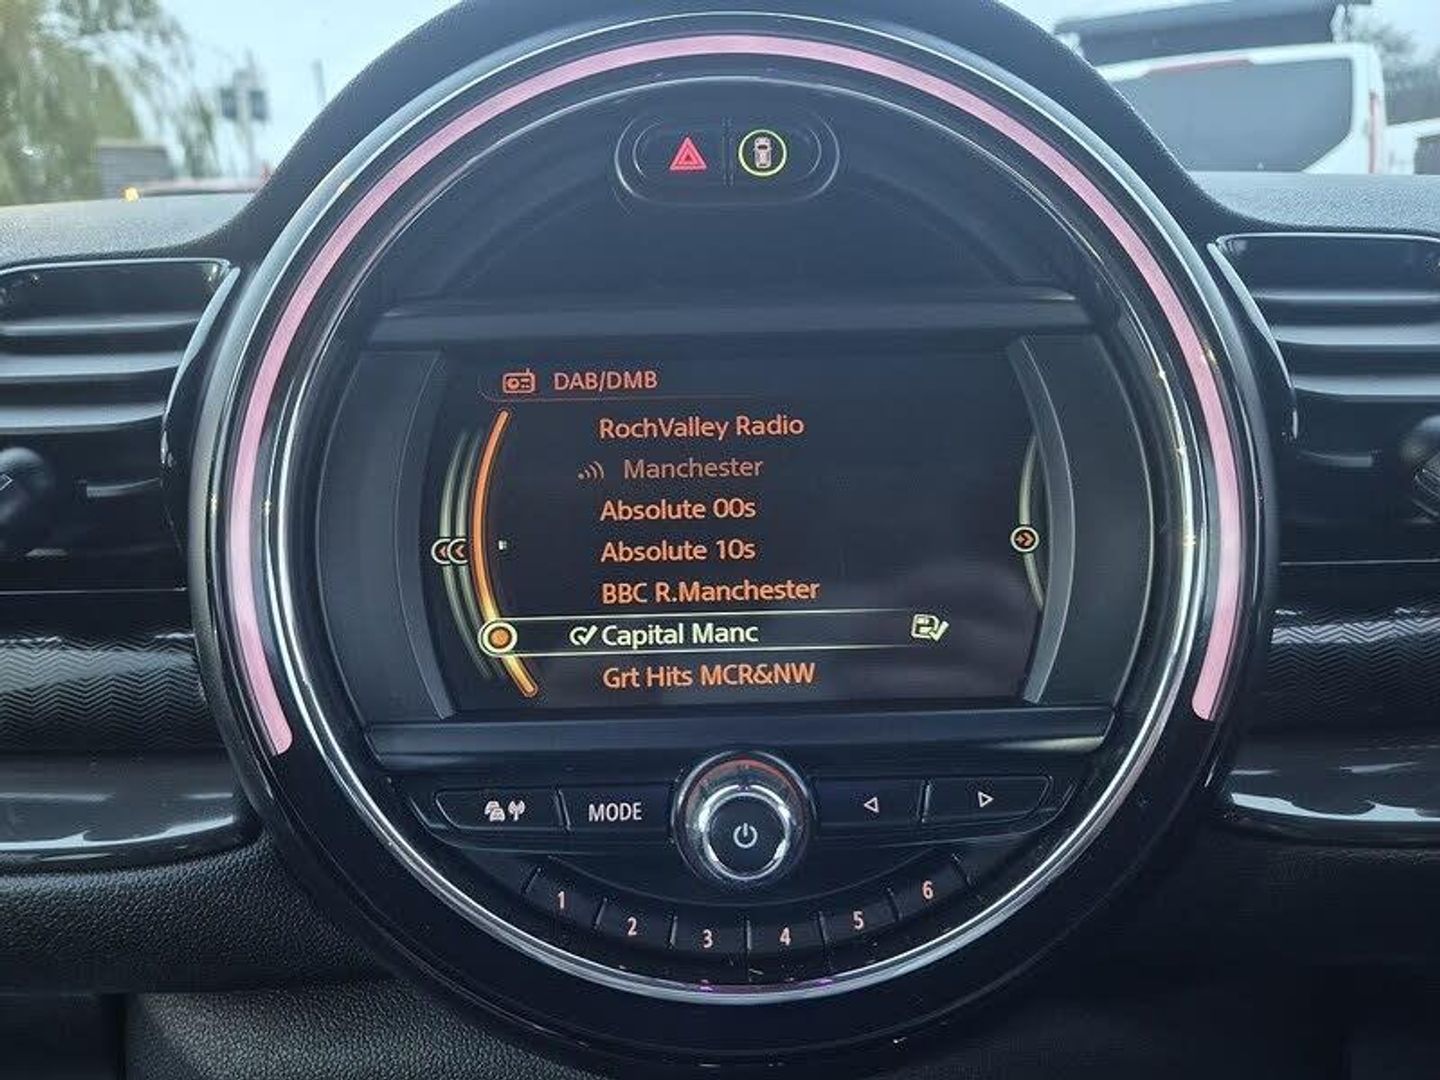 DAB/DMB
RochValley Radio
Manchester
Absolute 00s
Absolute 10s
BBC R.Manchester
Capital Manc
Grt Hits MCR&NW
MODE
1 2 3 4 5 6